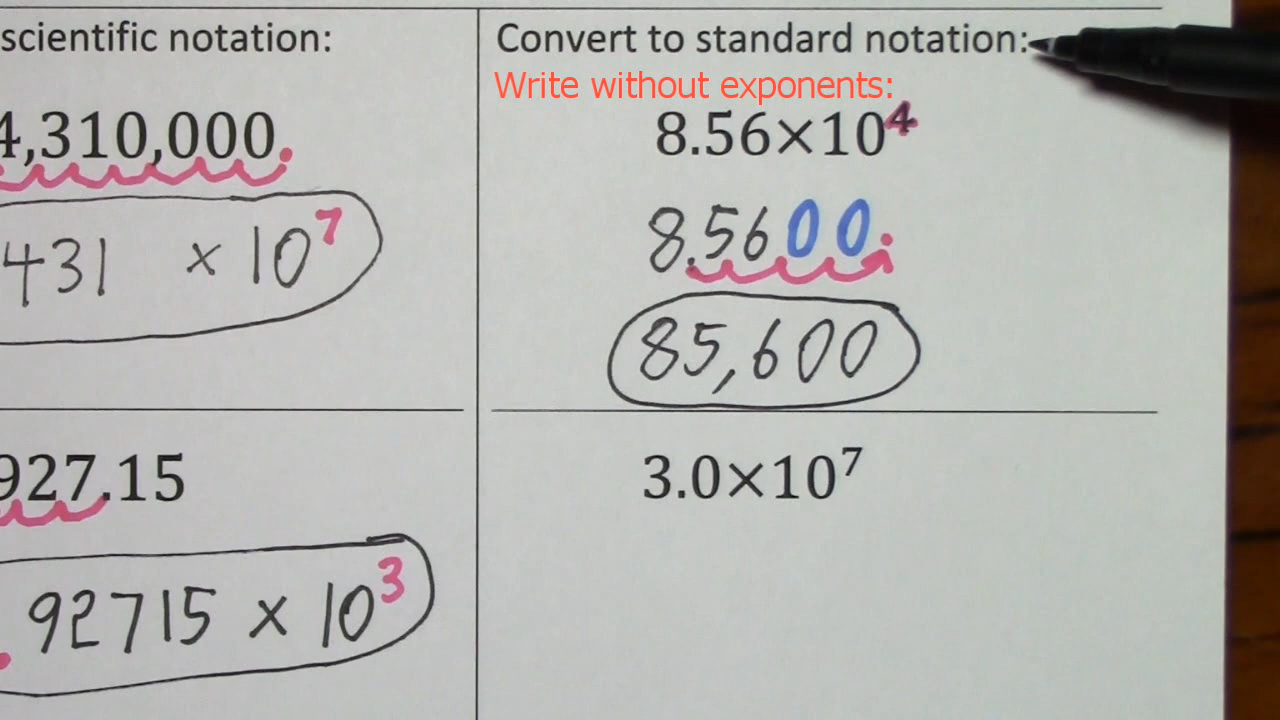 scientific notation:
4,310,000.
431 × 10⁷
927.15
.92715 × 10³
Convert to standard notation:
Write without exponents:
8.56×10⁴
8.5600.
85,600
3.0×10⁷